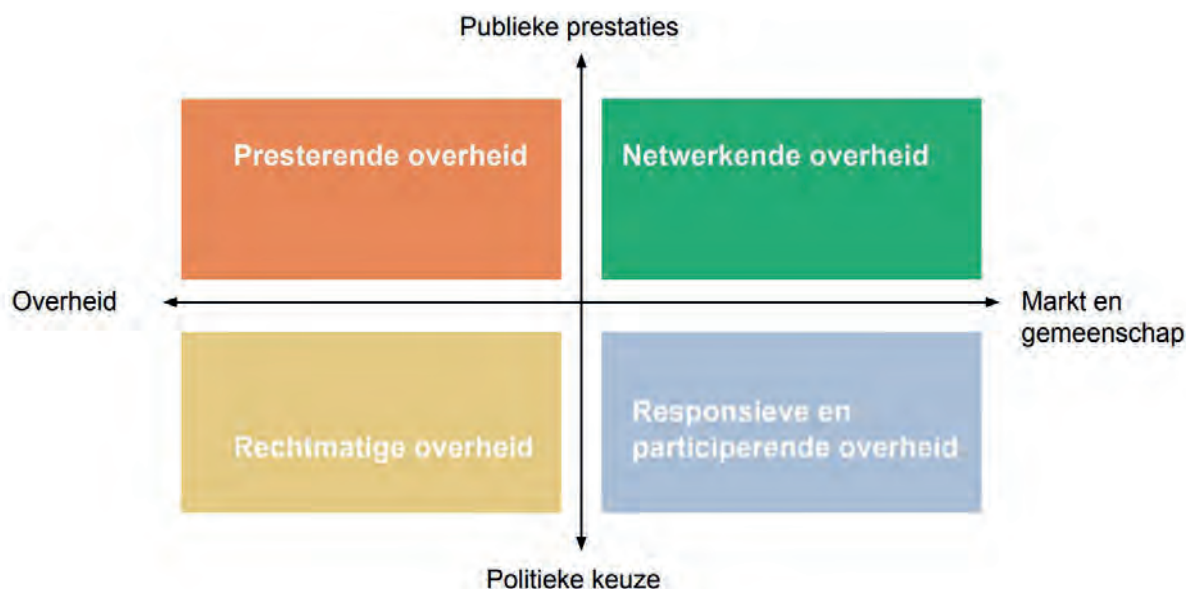 Publieke prestaties
Presterende overheid
Netwerkende overheid
Overheid
Markt en
gemeenschap
Rechtmatige overheid
Responsieve en
participerende overheid
Politieke keuze